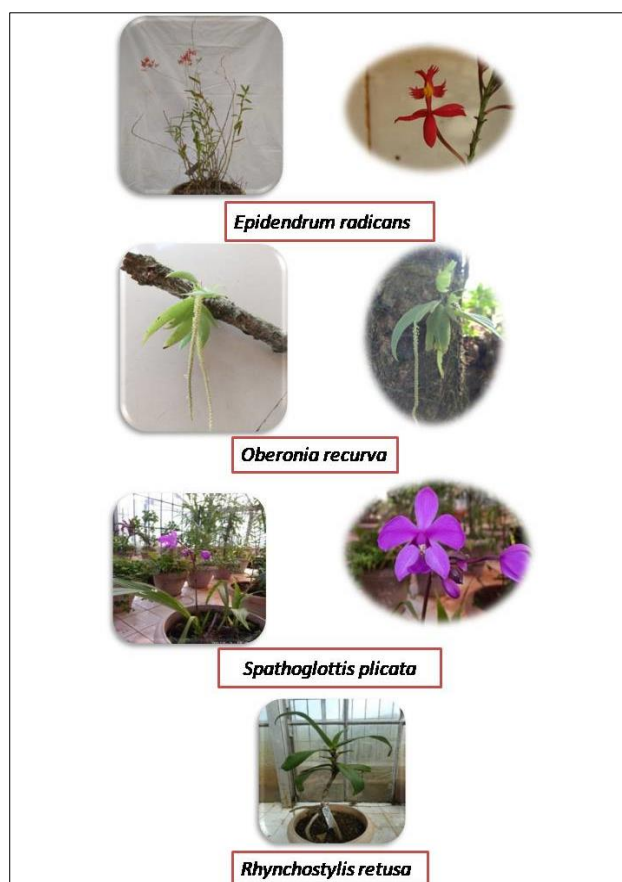 Epidendrum radicans
Oberonia recurva
Spathoglottis plicata
Rhynchostylis retusa